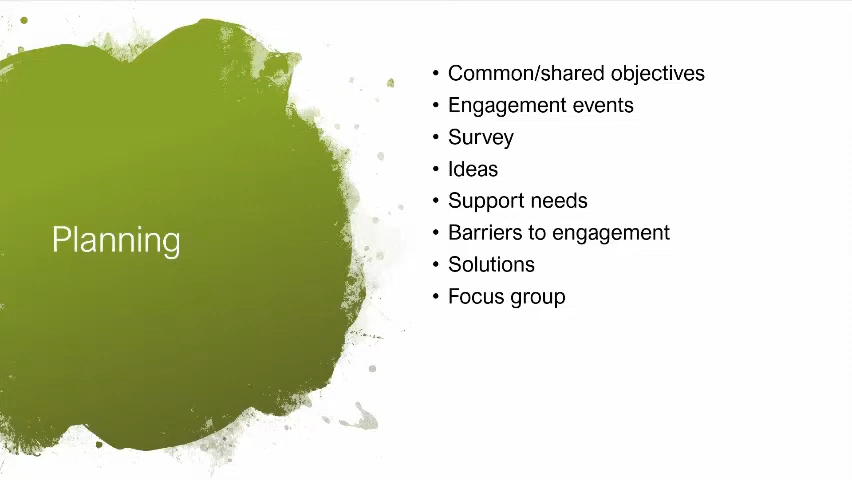 Planning
• Common/shared objectives
• Engagement events
• Survey
• Ideas
• Support needs
• Barriers to engagement
• Solutions
• Focus group